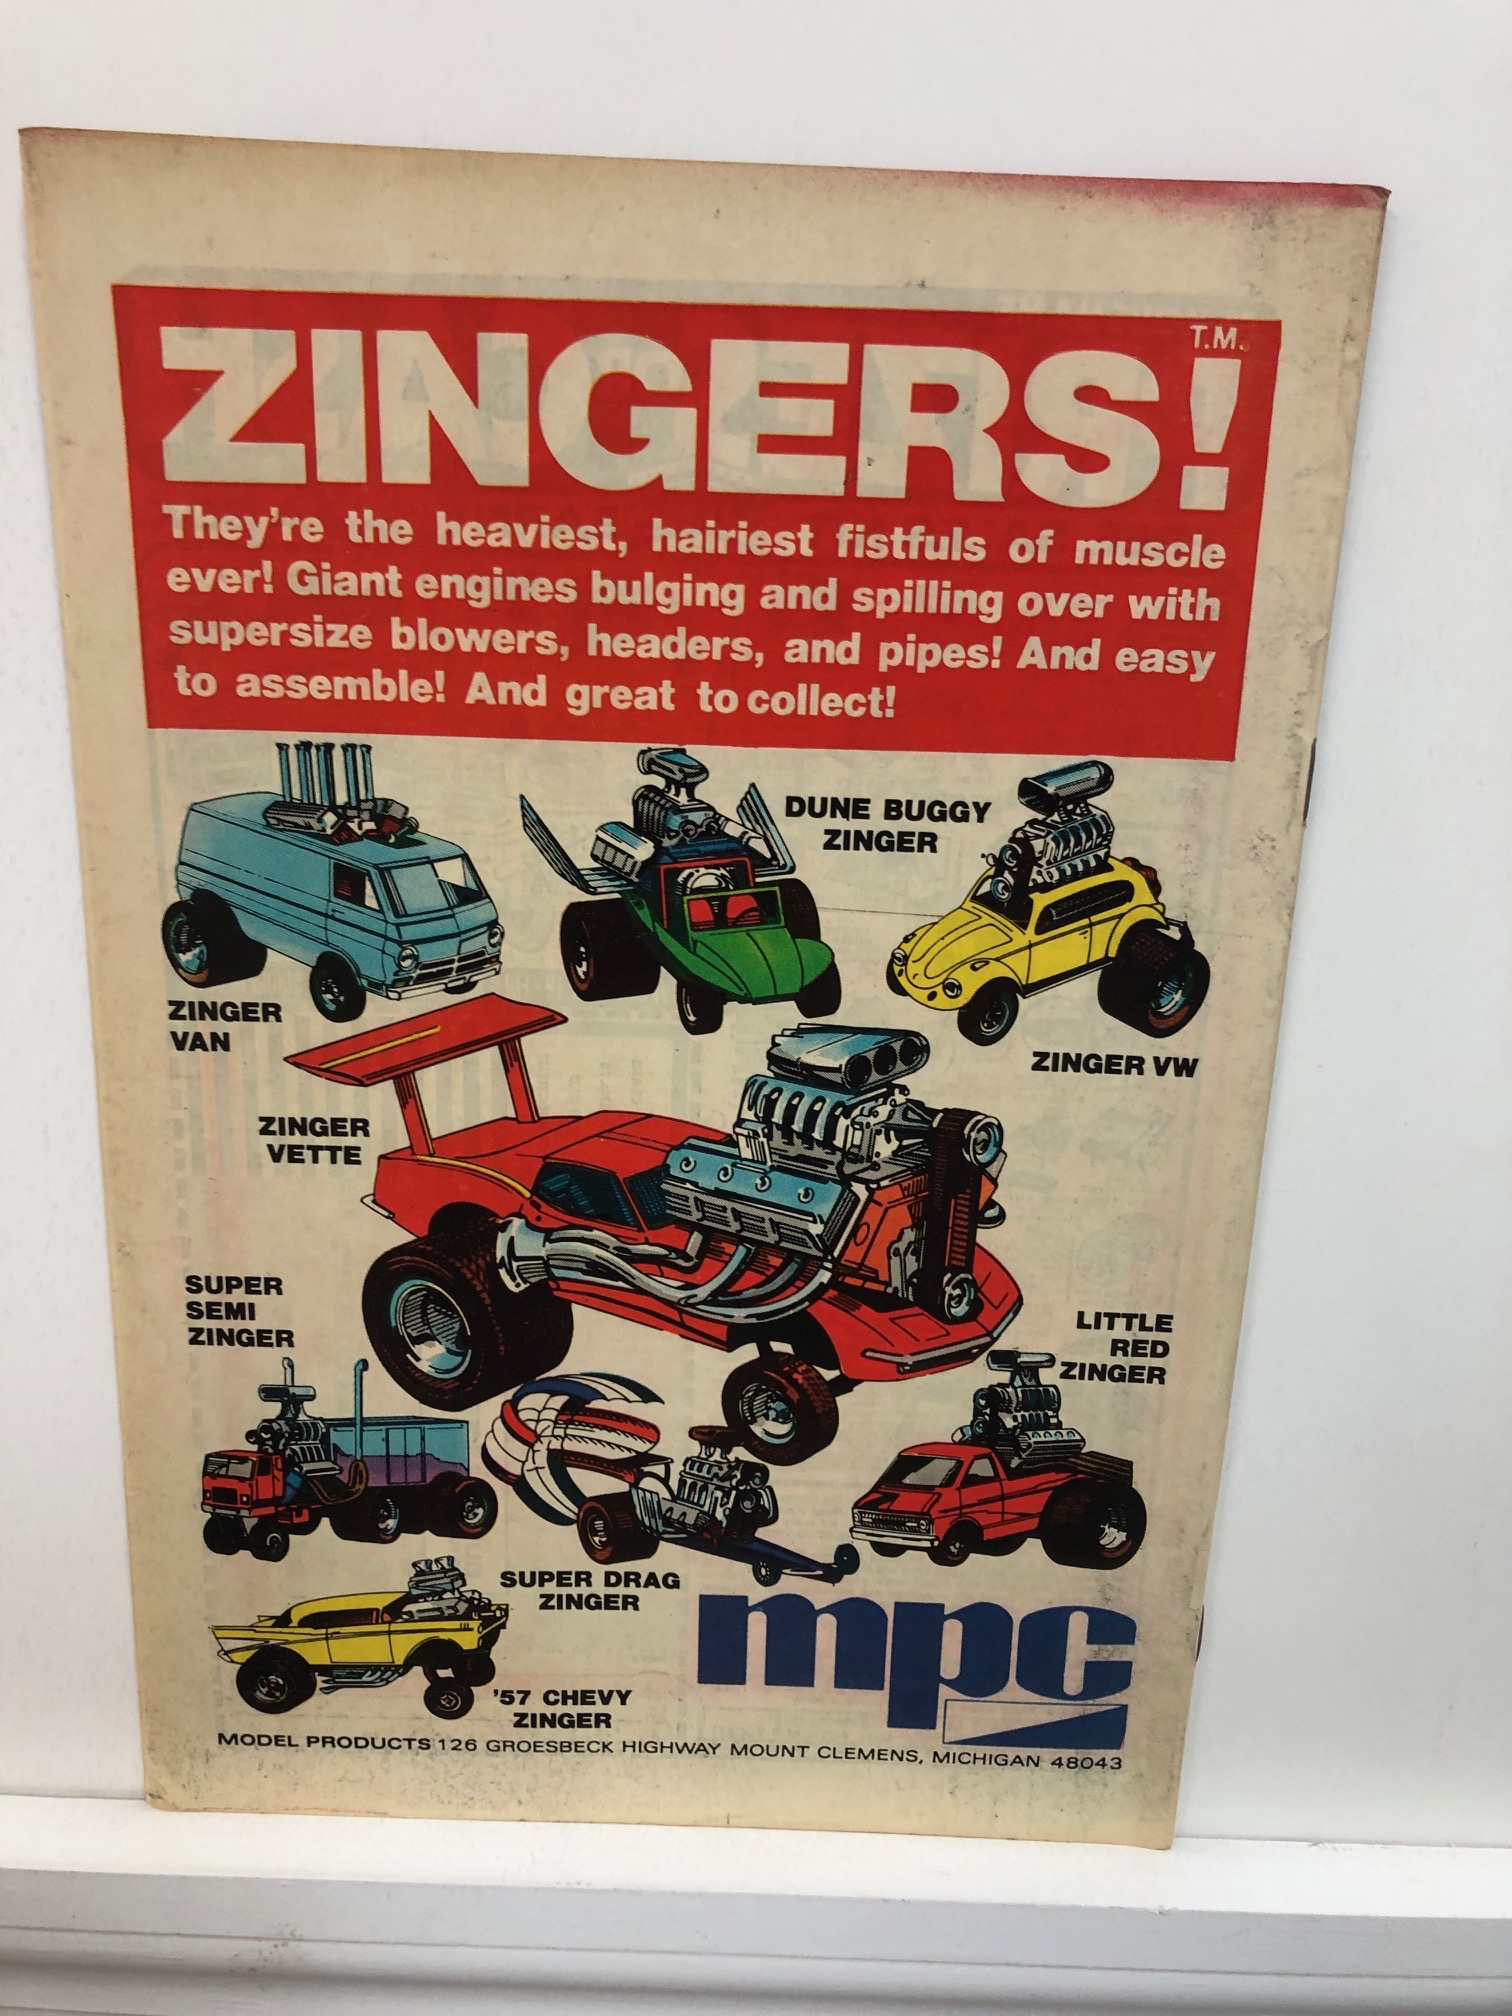 ZINGERS!
T.M.
They're the heaviest, hairiest fistfuls of muscle
ever! Giant engines bulging and spilling over with
supersize blowers, headers, and pipes! And easy
to assemble! And great to collect!
DUNE BUGGY
ZINGER
ZINGER
VAN
ZINGER VW
ZINGER
VETTE
SUPER
SEMI
ZINGER
LITTLE
RED
ZINGER
SUPER DRAG
ZINGER
mpc
'57 CHEVY
ZINGER
MODEL PRODUCTS 126 GROESBECK HIGHWAY MOUNT CLEMENS, MICHIGAN 48043